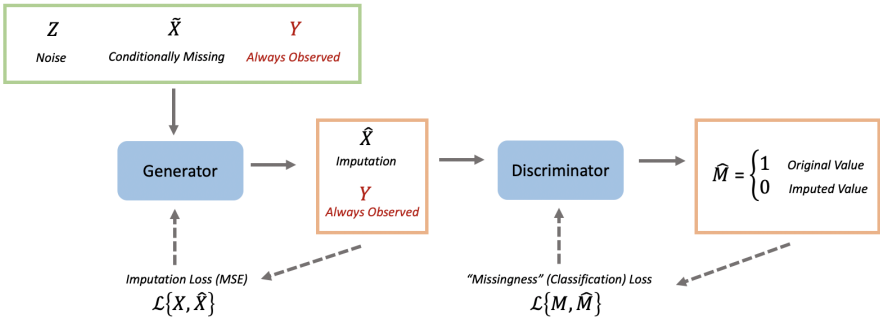 Z X̃ Y
Noise Conditionally Missing Always Observed
Generator
X̂
Imputation
Y
Always Observed
Discriminator
M̂ = { 1 Original Value
0 Imputed Value
Imputation Loss (MSE)
ℒ{X, X̂}
“Missingness” (Classification) Loss
ℒ{M, M̂}